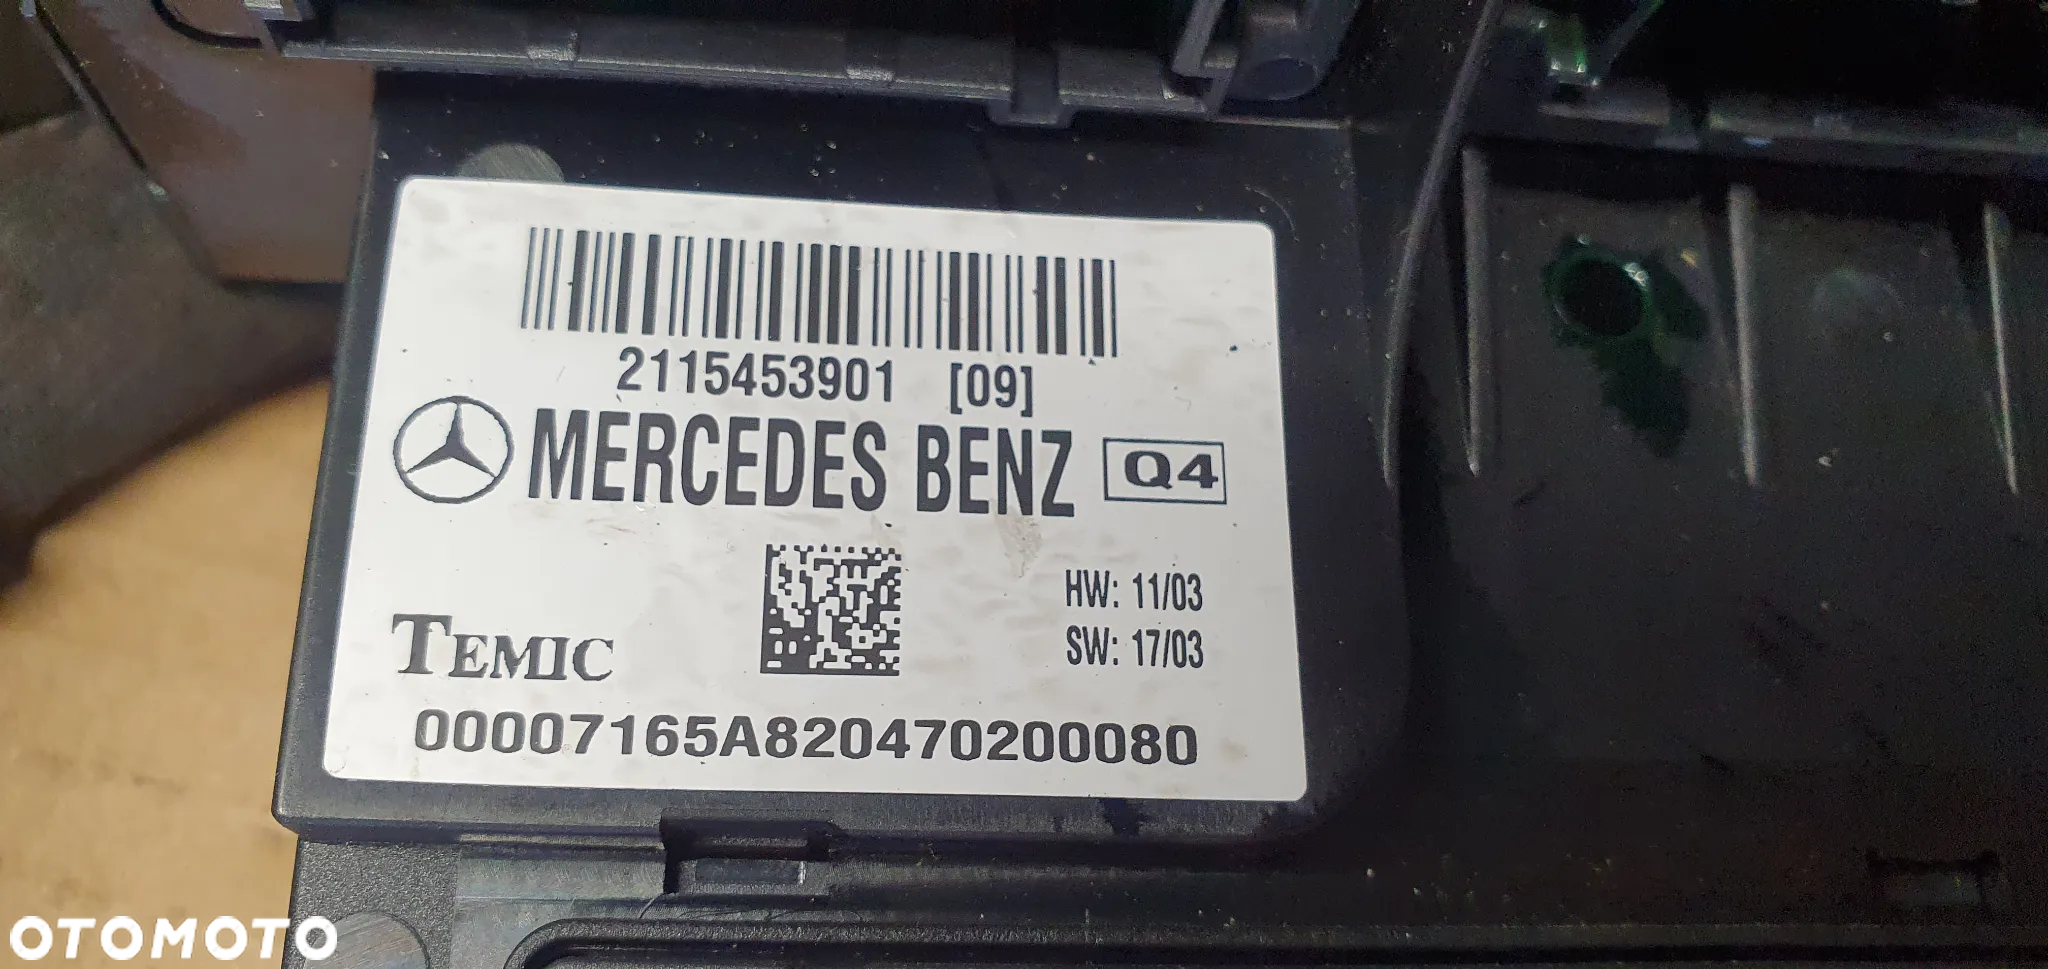 2115453901 [09]
MERCEDES BENZ Q4
HW: 11/03
SW: 17/03
TEMIC
00007165A820470200080
OTOMOTO